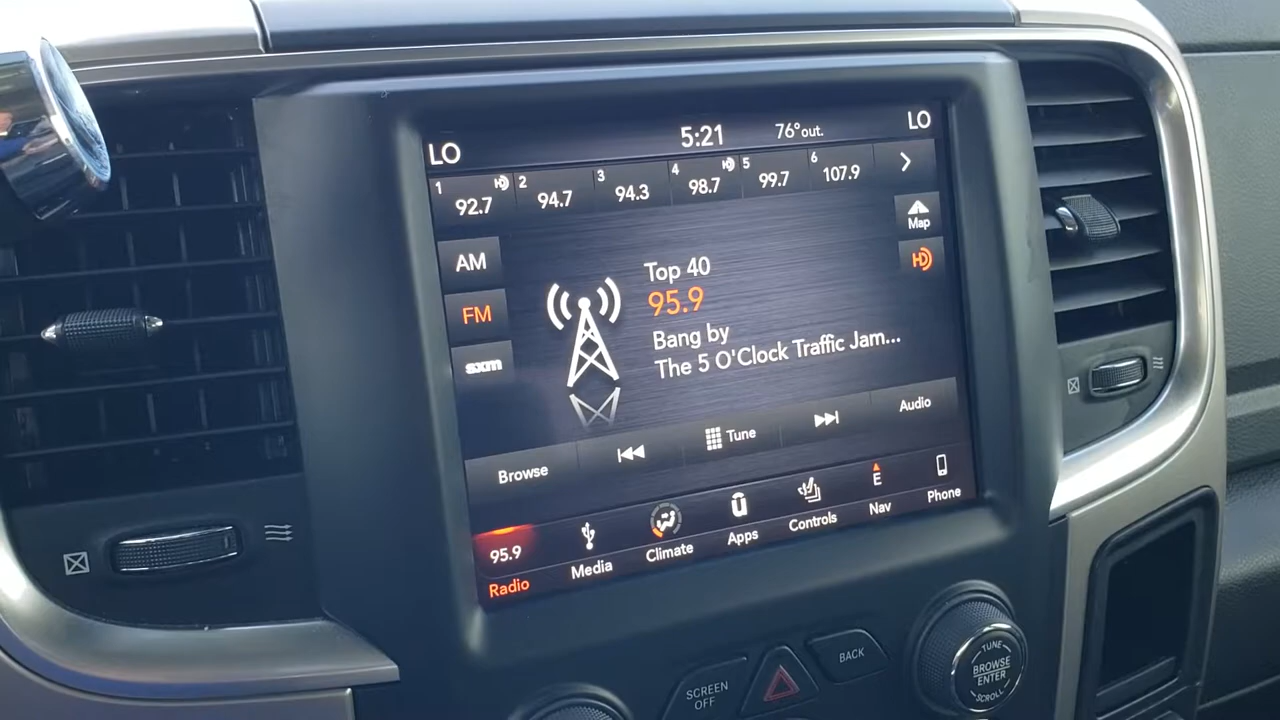 LO 5:21 76°out. LO
1 92.7 HD 2 94.7 3 94.3 4 98.7 HD 5 99.7 6 107.9
Map
AM
HD
FM
sxm
Top 40
95.9
Bang by
The 5 O'Clock Traffic Jam...
Browse Tune Audio
95.9 E
Radio Media Climate Apps Controls Nav Phone
SCREEN
OFF
BACK
TUNE
BROWSE
ENTER
SCROLL